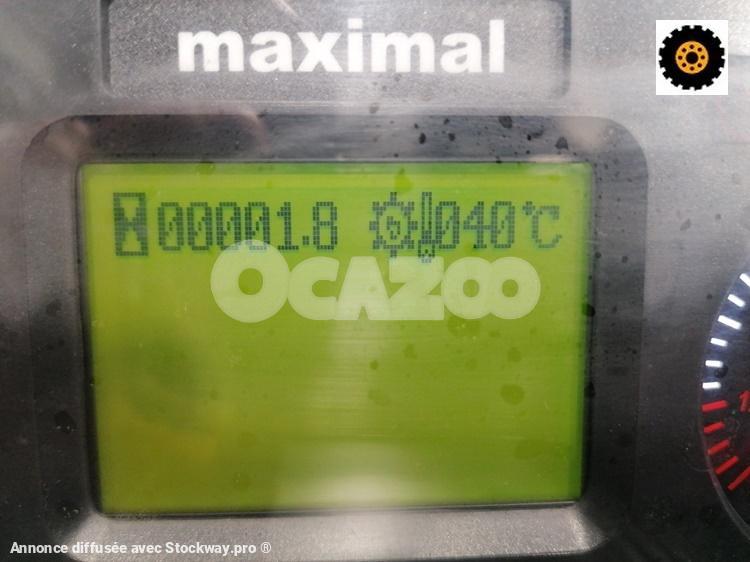 maximal
00001.8 040°C
OCAZOO
Annonce diffusée avec Stockway.pro ®